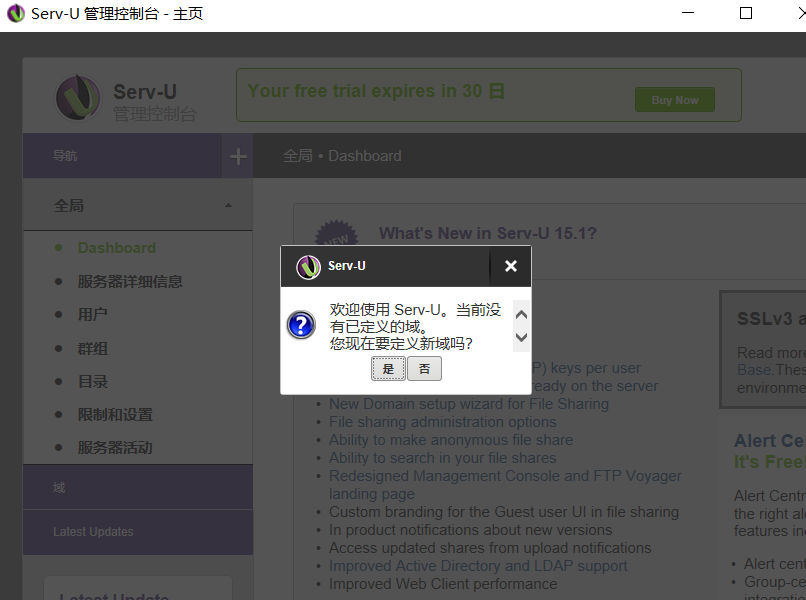 Serv-U 管理控制台 - 主页
Serv-U
管理控制台
Your free trial expires in 30 日
Buy Now
导航
全局 • Dashboard
全局
Dashboard
服务器详细信息
用户
群组
目录
限制和设置
服务器活动
域
Latest Updates
Latest Update
NEW
What's New in Serv-U 15.1?
Serv-U
欢迎使用 Serv-U。当前没
有已定义的域。
您现在要定义新域吗?
是
否
P) keys per user
ready on the server
New Domain setup wizard for File Sharing
File sharing administration options
Ability to make anonymous file share
Ability to search in your file shares
Redesigned Management Console and FTP Voyager
landing page
Custom branding for the Guest user UI in file sharing
In product notifications about new versions
Access updated shares from upload notifications
Improved Active Directory and LDAP support
Improved Web Client performance
SSLv3 a
Read more
Base.Thes
environme
Alert Ce
It's Free
Alert Centr
the right al
features in
Alert cent
Group-ce
integratio